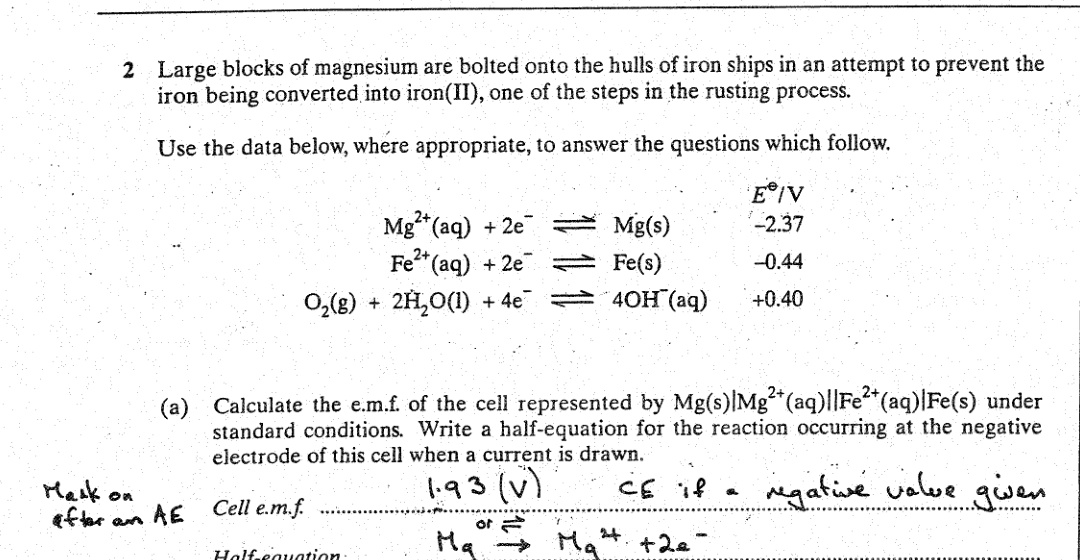 2 Large blocks of magnesium are bolted onto the hulls of iron ships in an attempt to prevent the
iron being converted into iron(II), one of the steps in the rusting process.
Use the data below, where appropriate, to answer the questions which follow.
E⦵/V
Mg²⁺(aq) + 2e⁻ ⇌ Mg(s) −2.37
Fe²⁺(aq) + 2e⁻ ⇌ Fe(s) −0.44
O₂(g) + 2H₂O(l) + 4e⁻ ⇌ 4OH⁻(aq) +0.40
(a) Calculate the e.m.f. of the cell represented by Mg(s)|Mg²⁺(aq)||Fe²⁺(aq)|Fe(s) under
standard conditions. Write a half-equation for the reaction occurring at the negative
electrode of this cell when a current is drawn.
Mark on
after an AE
Cell e.m.f. 1.93 (V) CE if a negative value given
or ⇌
Half-equation Mg → Mg²⁺ + 2e⁻